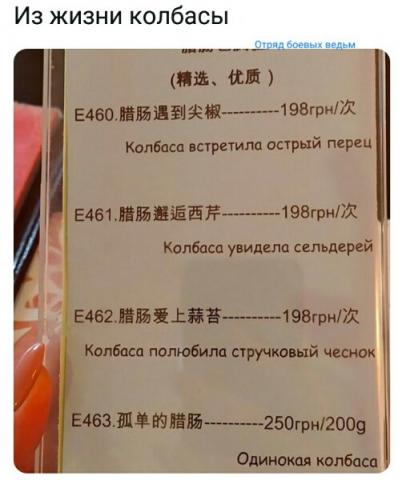 Из жизни колбасы
Отряд боевых ведьм
(精选、优质)
E460.腊肠遇到尖椒----------198грн/次
Колбаса встретила острый перец
E461.腊肠邂逅西芹----------198грн/次
Колбаса увидела сельдерей
E462.腊肠爱上蒜苔----------198грн/次
Колбаса полюбила стручковый чеснок
E463.孤单的腊肠----------250грн/200g
Одинокая колбаса